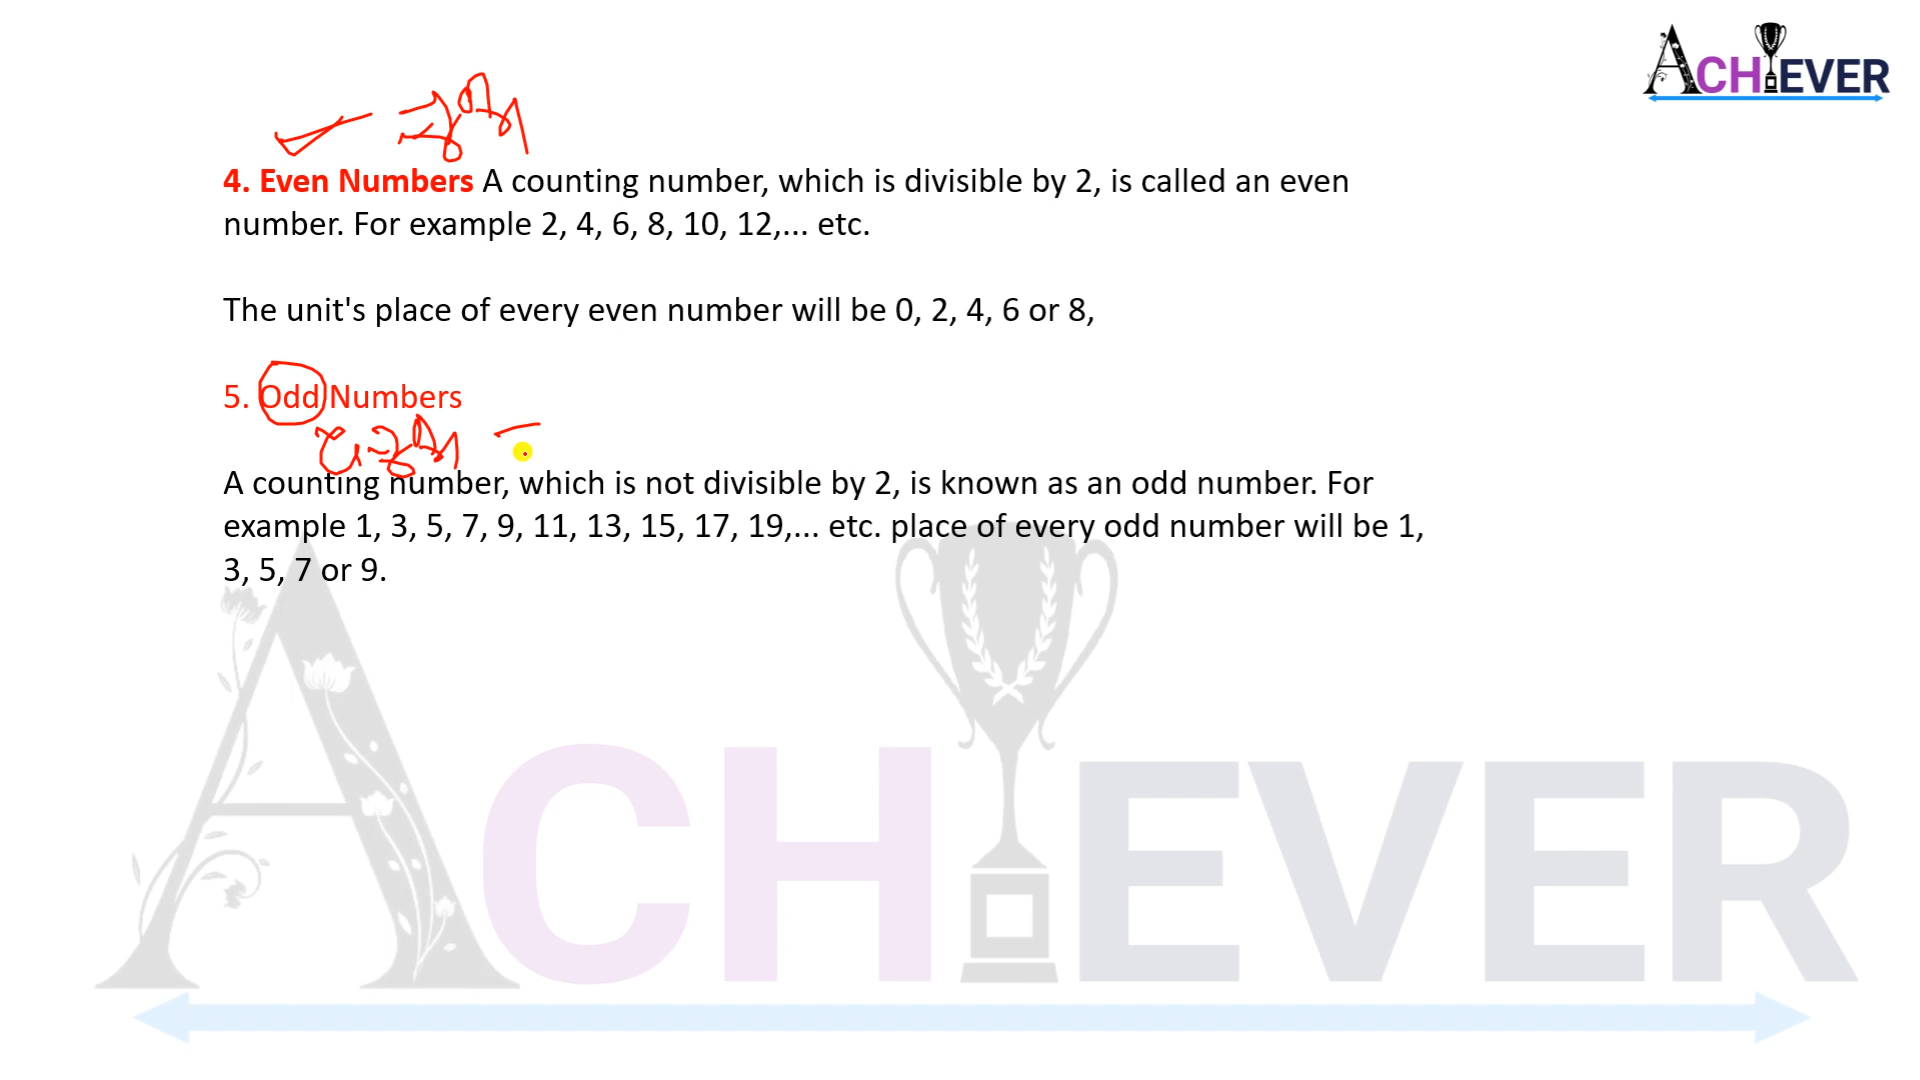 ACHIEVER
4. Even Numbers A counting number, which is divisible by 2, is called an even
number. For example 2, 4, 6, 8, 10, 12,... etc.
The unit's place of every even number will be 0, 2, 4, 6 or 8,
5. Odd Numbers
A counting number, which is not divisible by 2, is known as an odd number. For
example 1, 3, 5, 7, 9, 11, 13, 15, 17, 19,... etc. place of every odd number will be 1,
3, 5, 7 or 9.
ACHIEVER